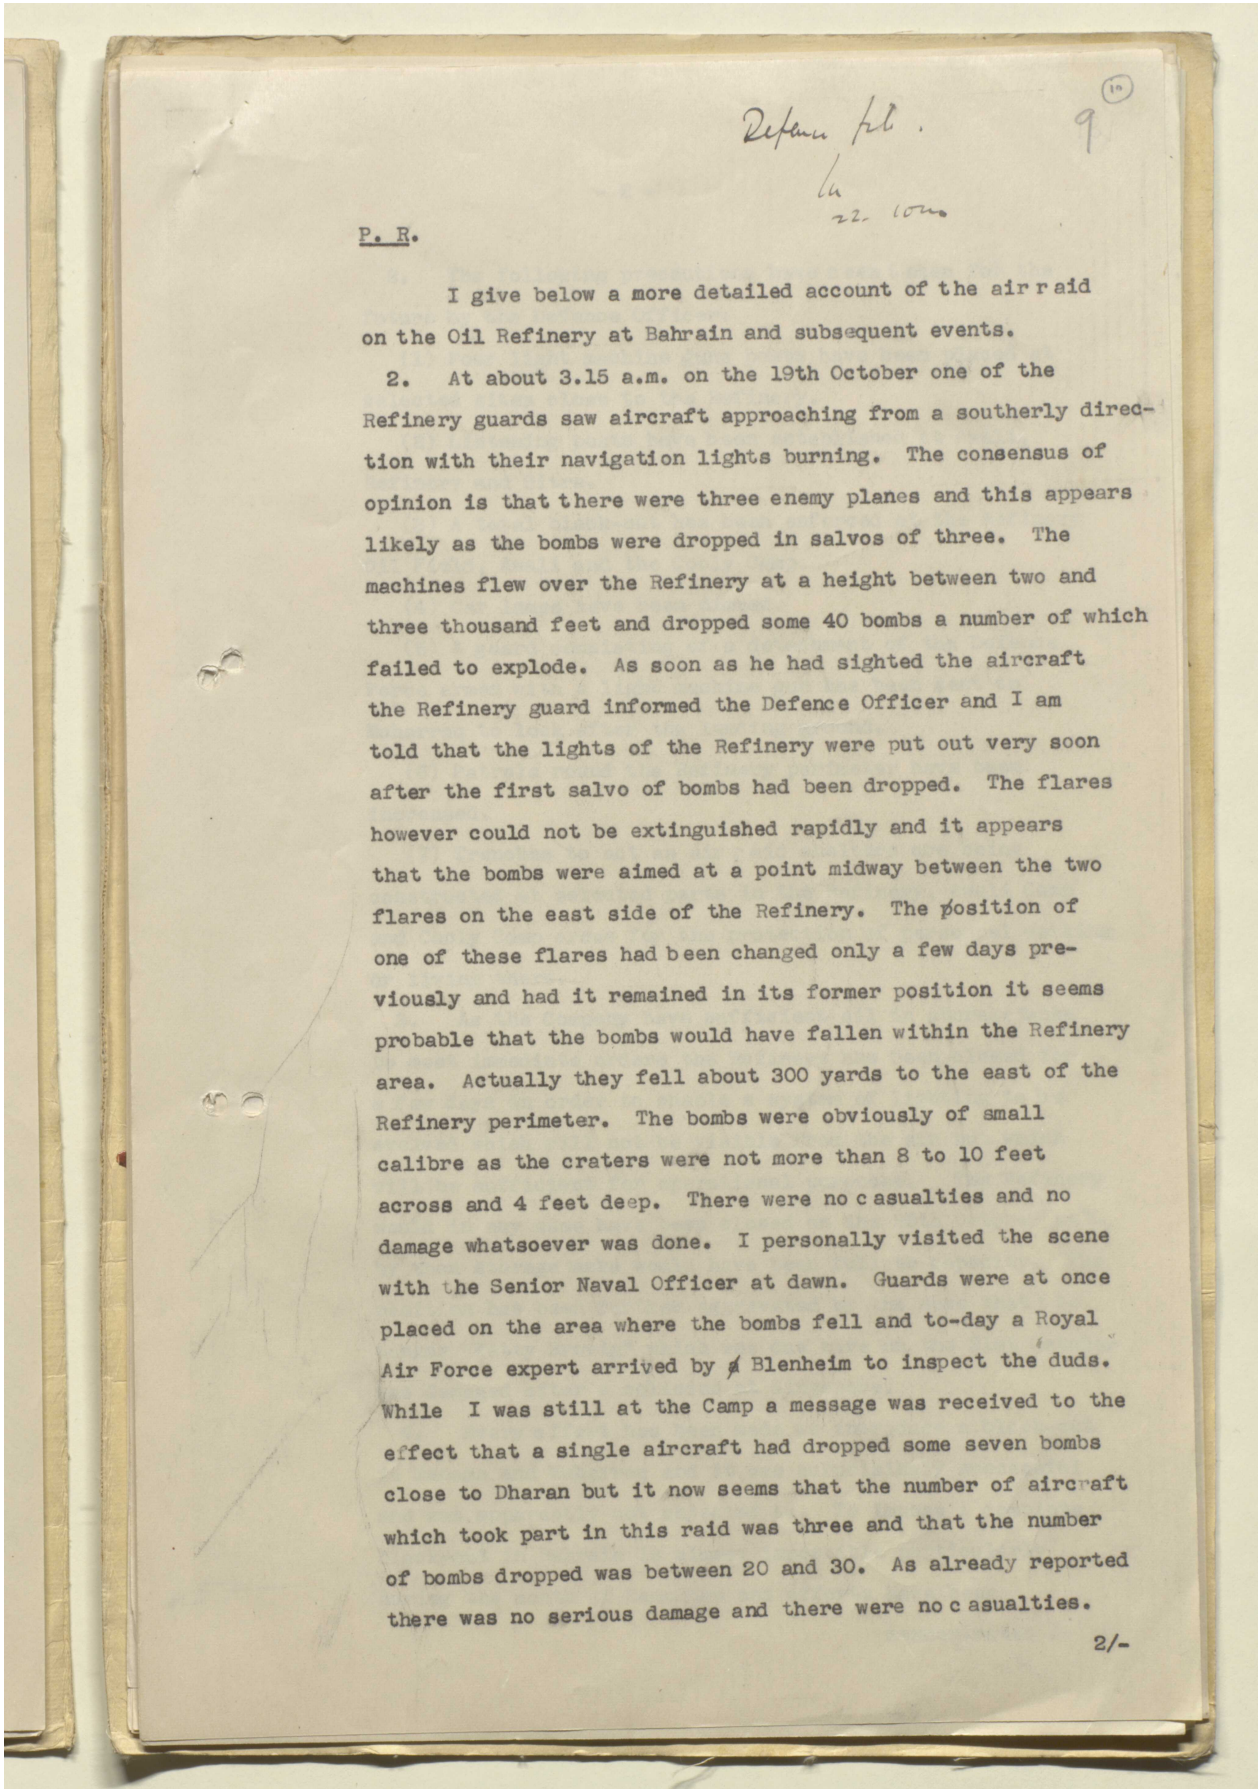 10
9
Defence file.
22. 10
P. R.
I give below a more detailed account of the air raid
on the Oil Refinery at Bahrain and subsequent events.
2. At about 3.15 a.m. on the 19th October one of the
Refinery guards saw aircraft approaching from a southerly direc-
tion with their navigation lights burning. The consensus of
opinion is that there were three enemy planes and this appears
likely as the bombs were dropped in salvos of three. The
machines flew over the Refinery at a height between two and
three thousand feet and dropped some 40 bombs a number of which
failed to explode. As soon as he had sighted the aircraft
the Refinery guard informed the Defence Officer and I am
told that the lights of the Refinery were put out very soon
after the first salvo of bombs had been dropped. The flares
however could not be extinguished rapidly and it appears
that the bombs were aimed at a point midway between the two
flares on the east side of the Refinery. The position of
one of these flares had been changed only a few days pre-
viously and had it remained in its former position it seems
probable that the bombs would have fallen within the Refinery
area. Actually they fell about 300 yards to the east of the
Refinery perimeter. The bombs were obviously of small
calibre as the craters were not more than 8 to 10 feet
across and 4 feet deep. There were no casualties and no
damage whatsoever was done. I personally visited the scene
with the Senior Naval Officer at dawn. Guards were at once
placed on the area where the bombs fell and to-day a Royal
Air Force expert arrived by Blenheim to inspect the "duds."
While I was still at the Camp a message was received to the
effect that a single aircraft had dropped some seven bombs
close to Dharan but it now seems that the number of aircraft
which took part in this raid was three and that the number
of bombs dropped was between 20 and 30. As already reported
there was no serious damage and there were no casualties.
2/-